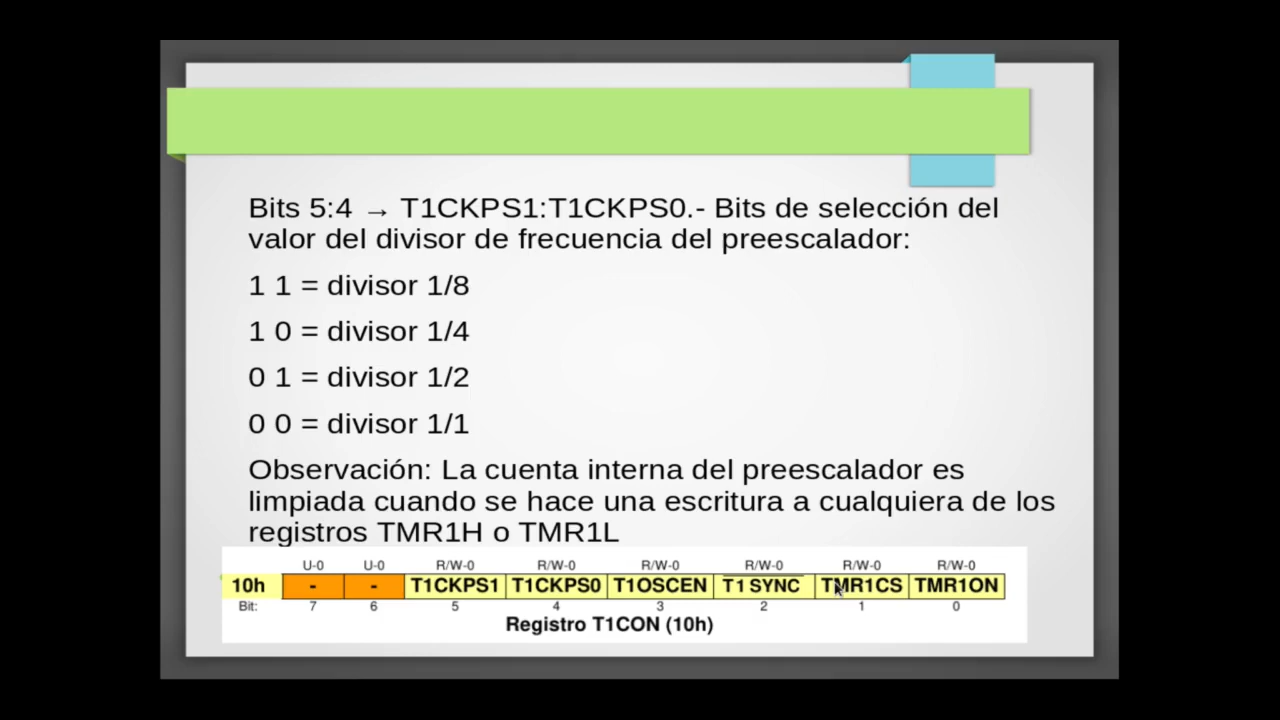 Bits 5:4 → T1CKPS1:T1CKPS0.- Bits de selección del
valor del divisor de frecuencia del preescalador:
1 1 = divisor 1/8
1 0 = divisor 1/4
0 1 = divisor 1/2
0 0 = divisor 1/1
Observación: La cuenta interna del preescalador es
limpiada cuando se hace una escritura a cualquiera de los
registros TMR1H o TMR1L
U-0 U-0 R/W-0 R/W-0 R/W-0 R/W-0 R/W-0 R/W-0
10h - - T1CKPS1 T1CKPS0 T1OSCEN T1 SYNC TMR1CS TMR1ON
Bit: 7 6 5 4 3 2 1 0
Registro T1CON (10h)